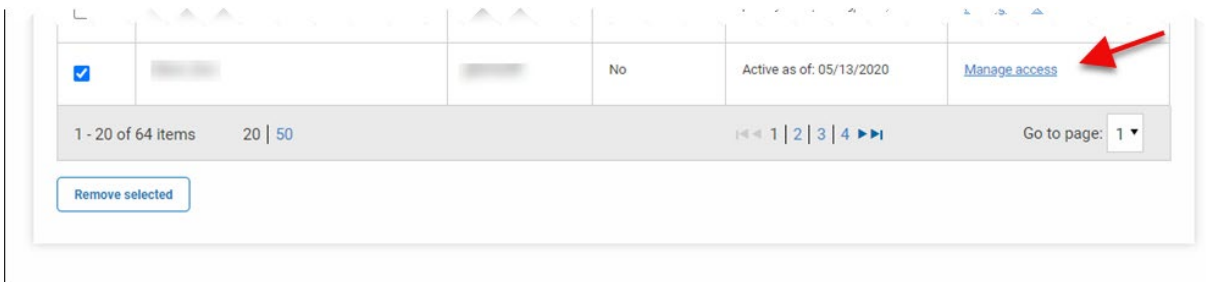 No Active as of: 05/13/2020 Manage access
1 - 20 of 64 items 20 | 50 1 | 2 | 3 | 4 Go to page: 1
Remove selected